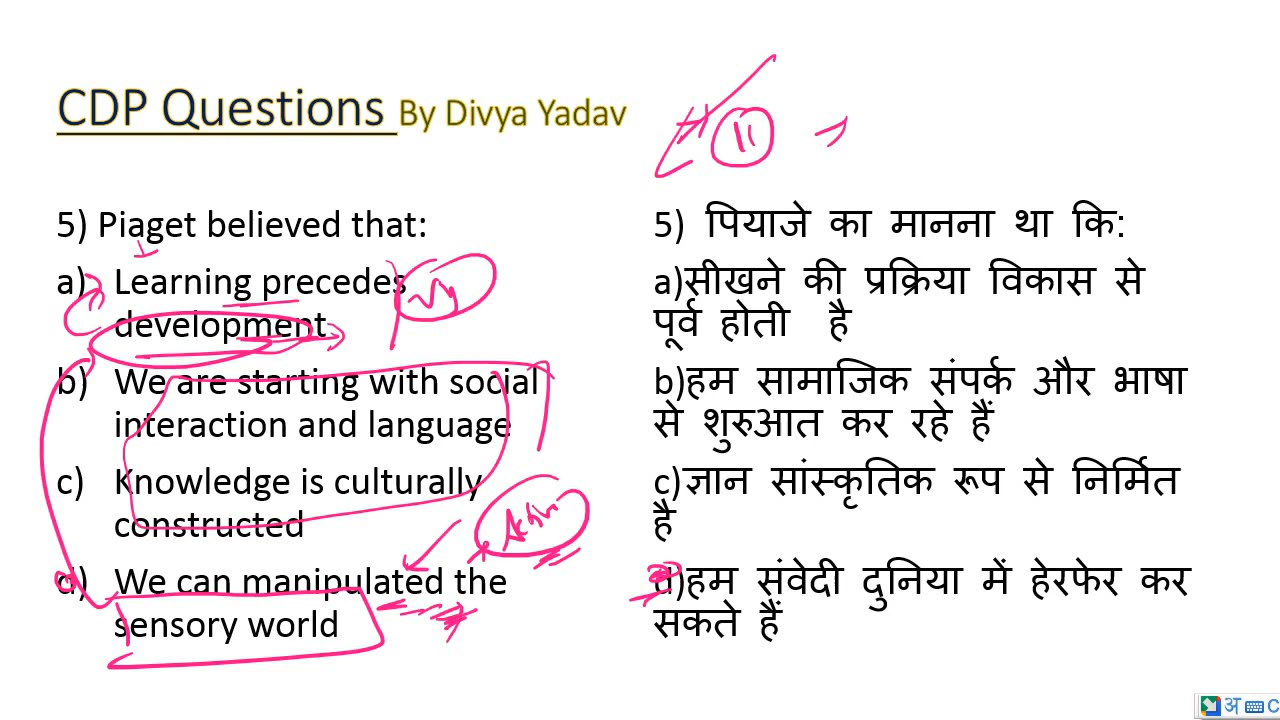 CDP Questions By Divya Yadav
5) Piaget believed that:
a) Learning precedes
development
b) We are starting with social
interaction and language
c) Knowledge is culturally
constructed
d) We can manipulated the
sensory world
5) पियाजे का मानना था कि:
a)सीखने की प्रक्रिया विकास से
पूर्व होती है
b)हम सामाजिक संपर्क और भाषा
से शुरुआत कर रहे हैं
c)ज्ञान सांस्कृतिक रूप से निर्मित
है
d)हम संवेदी दुनिया में हेरफेर कर
सकते हैं
अ